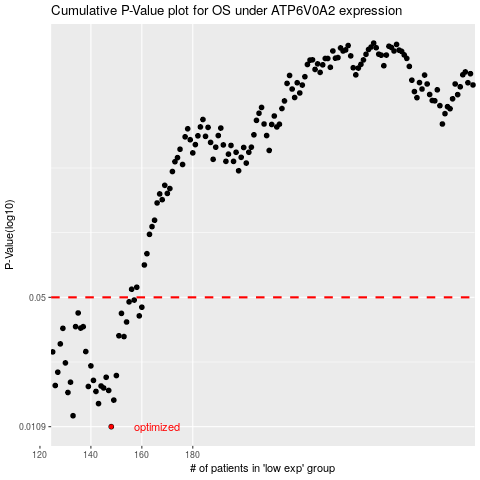 Cumulative P-Value plot for OS under ATP6V0A2 expression
P-Value(log10)
0.05
0.0109
optimized
120 140 160 180
# of patients in 'low exp' group